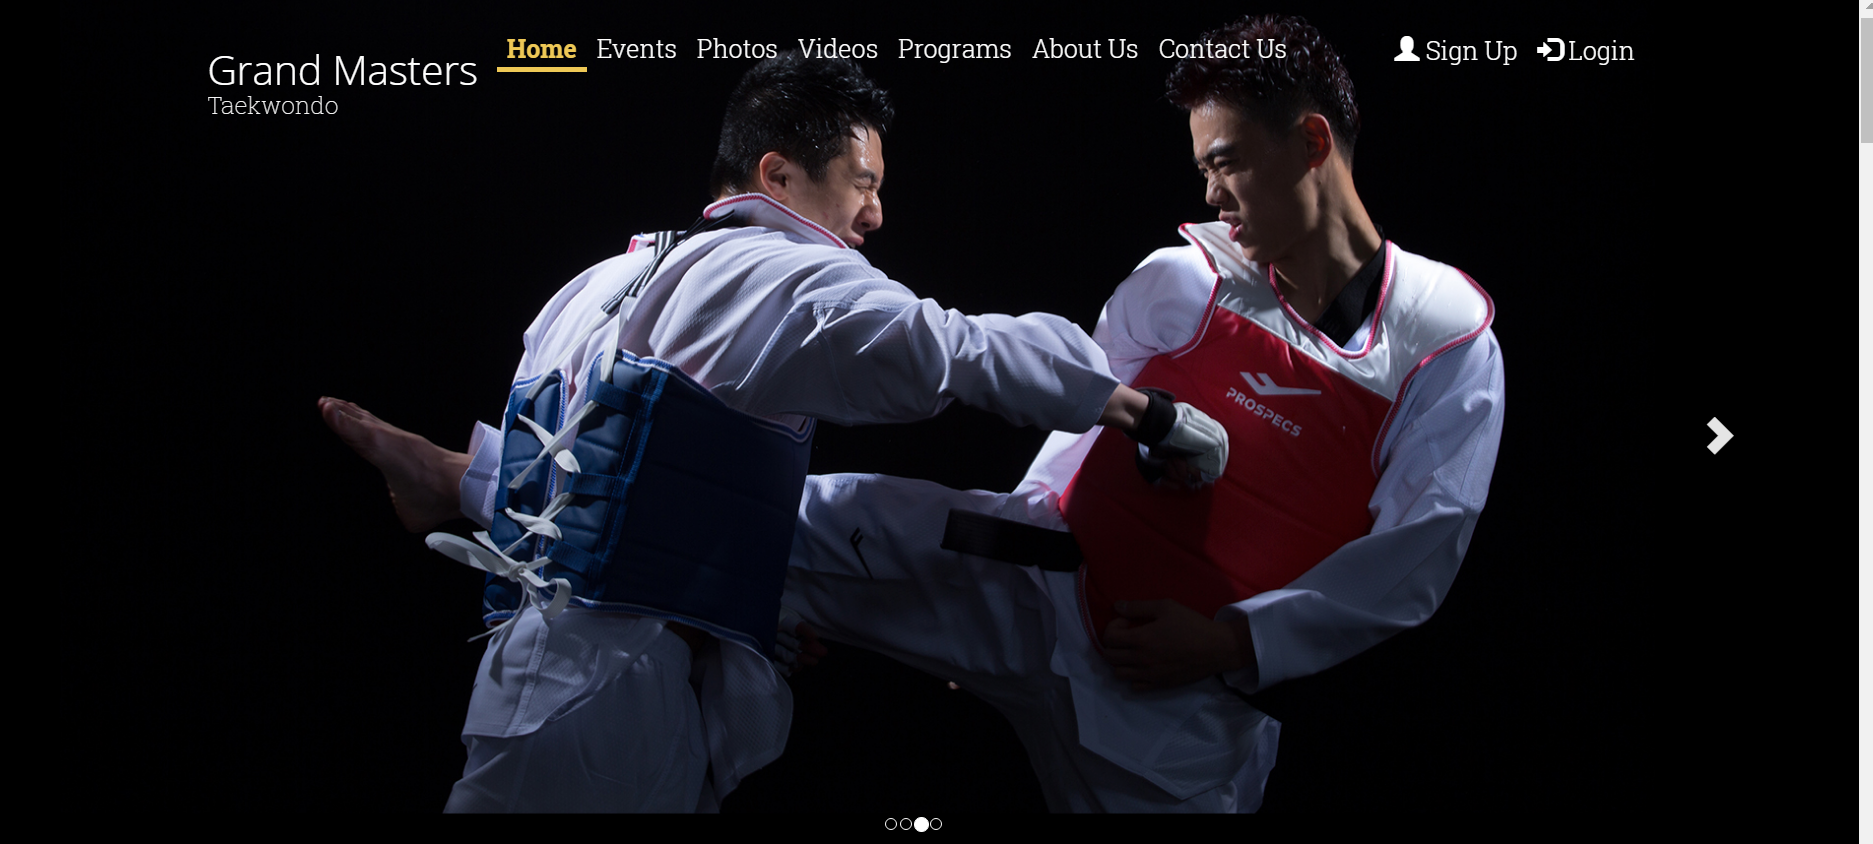 Home Events Photos Videos Programs About Us Contact Us Sign Up Login
Grand Masters
Taekwondo
PROSPECS